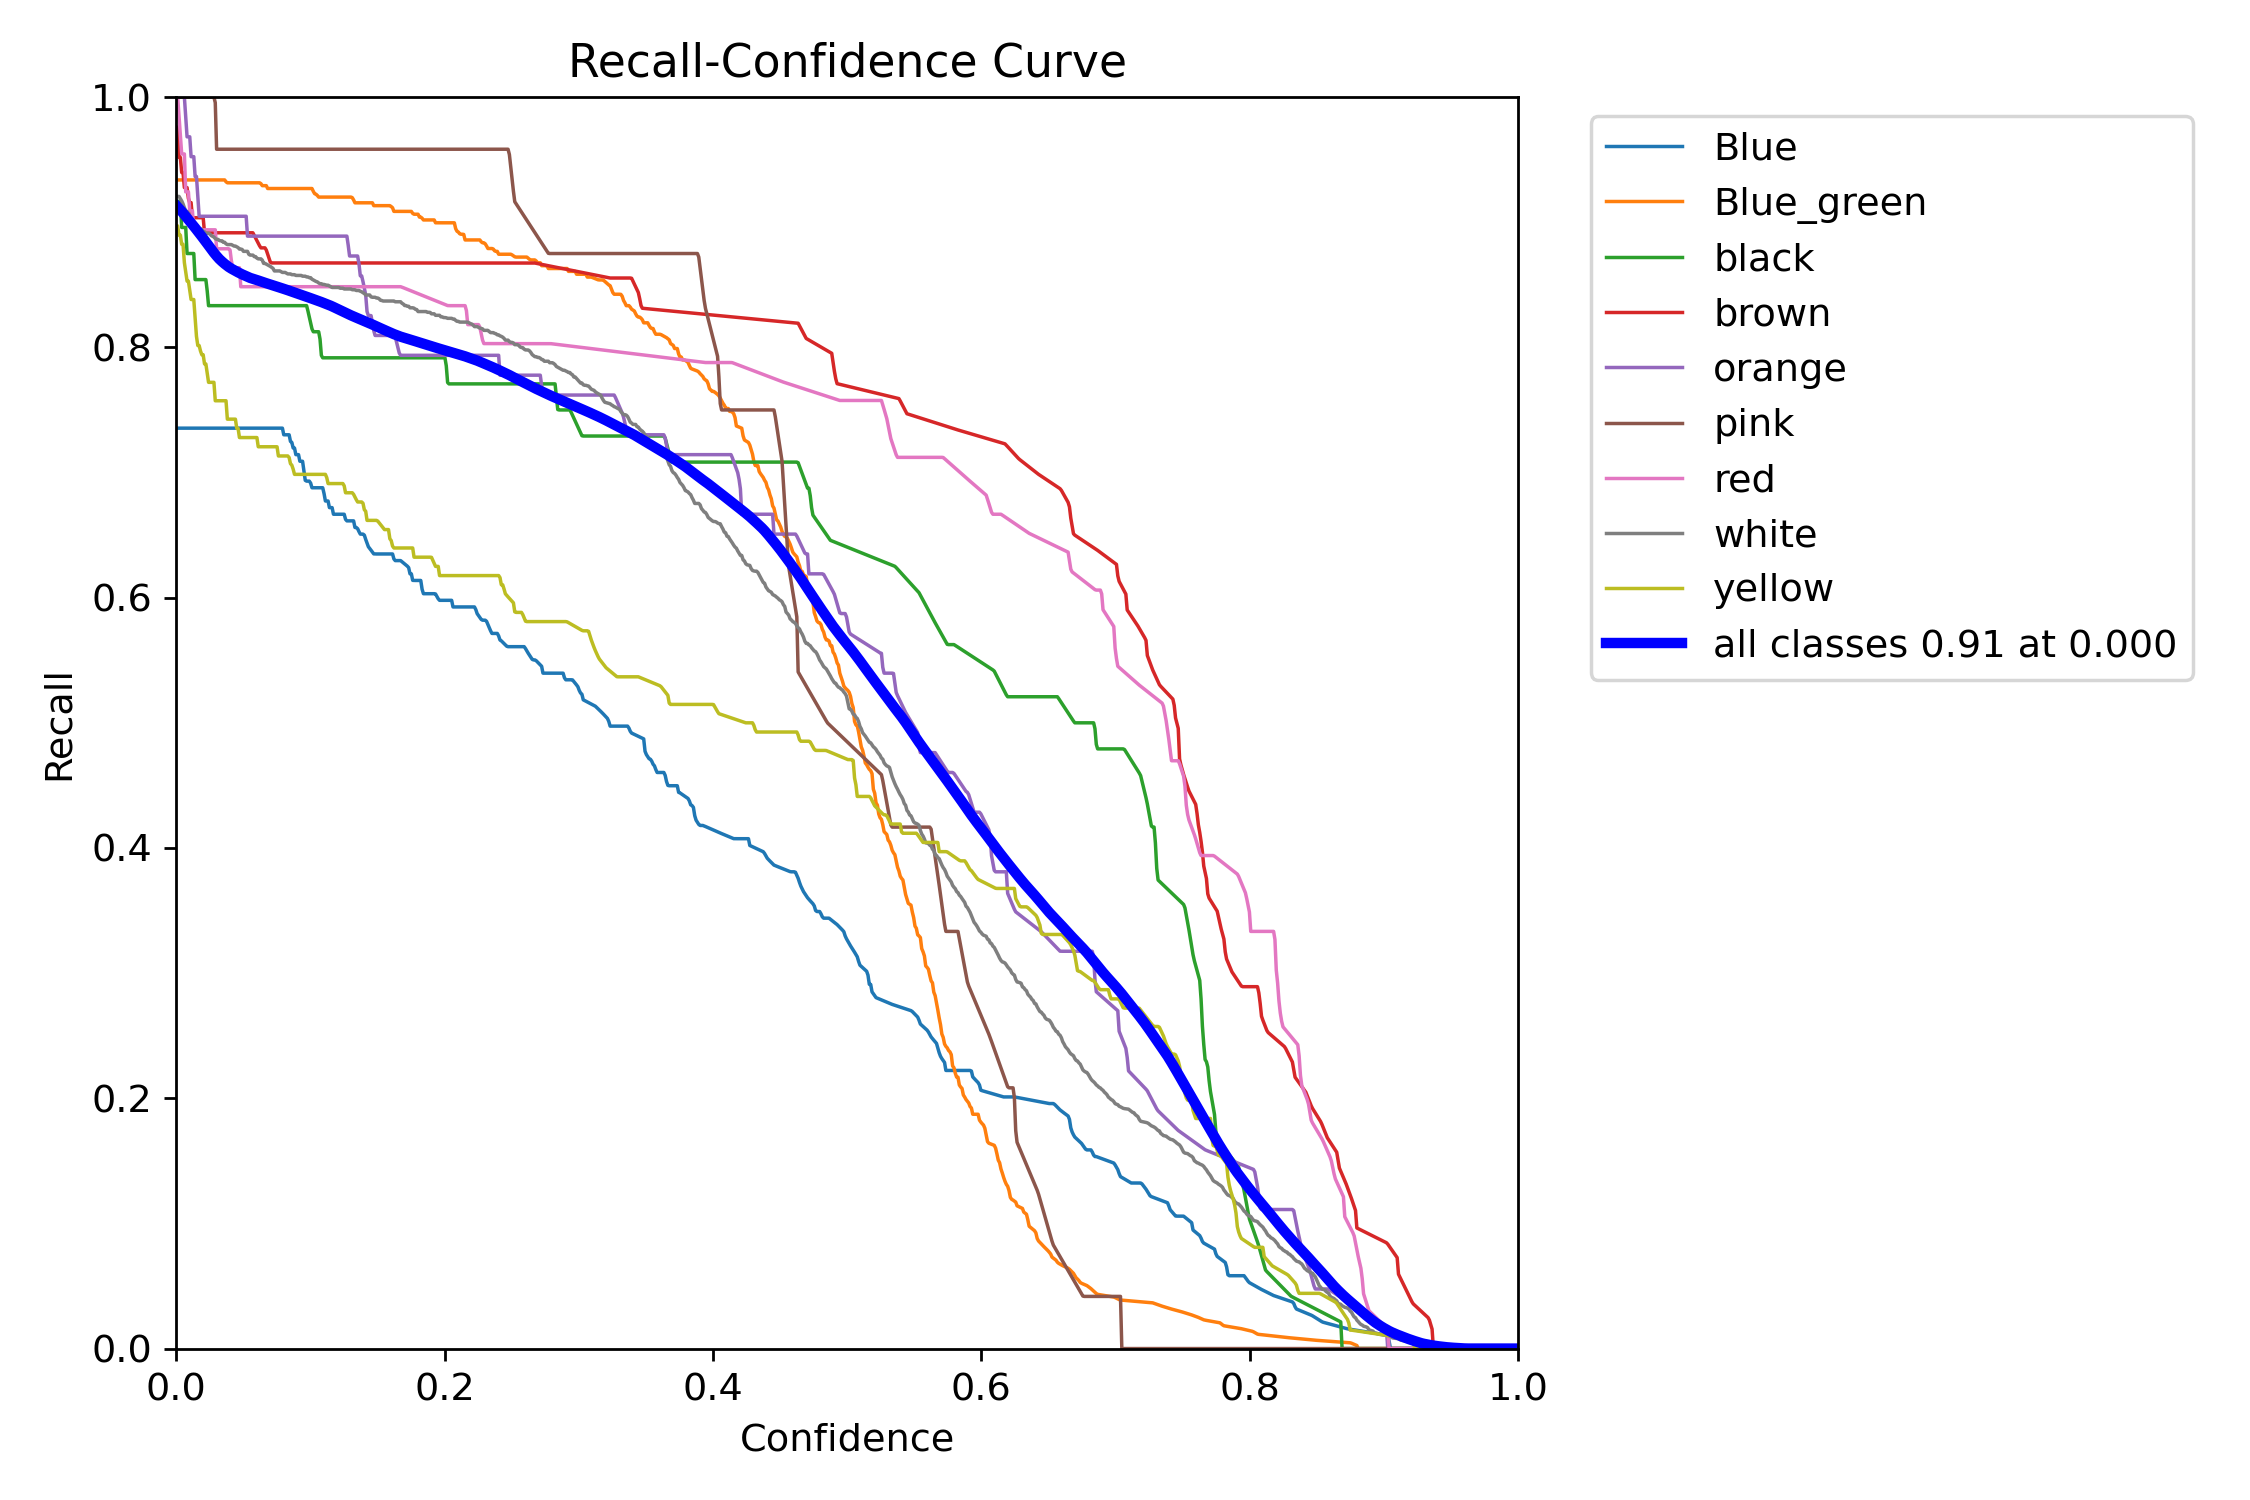 Recall-Confidence Curve
1.0
0.8
0.6
0.4
0.2
0.0
Recall
0.0 0.2 0.4 0.6 0.8 1.0
Confidence
Blue
Blue_green
black
brown
orange
pink
red
white
yellow
all classes 0.91 at 0.000